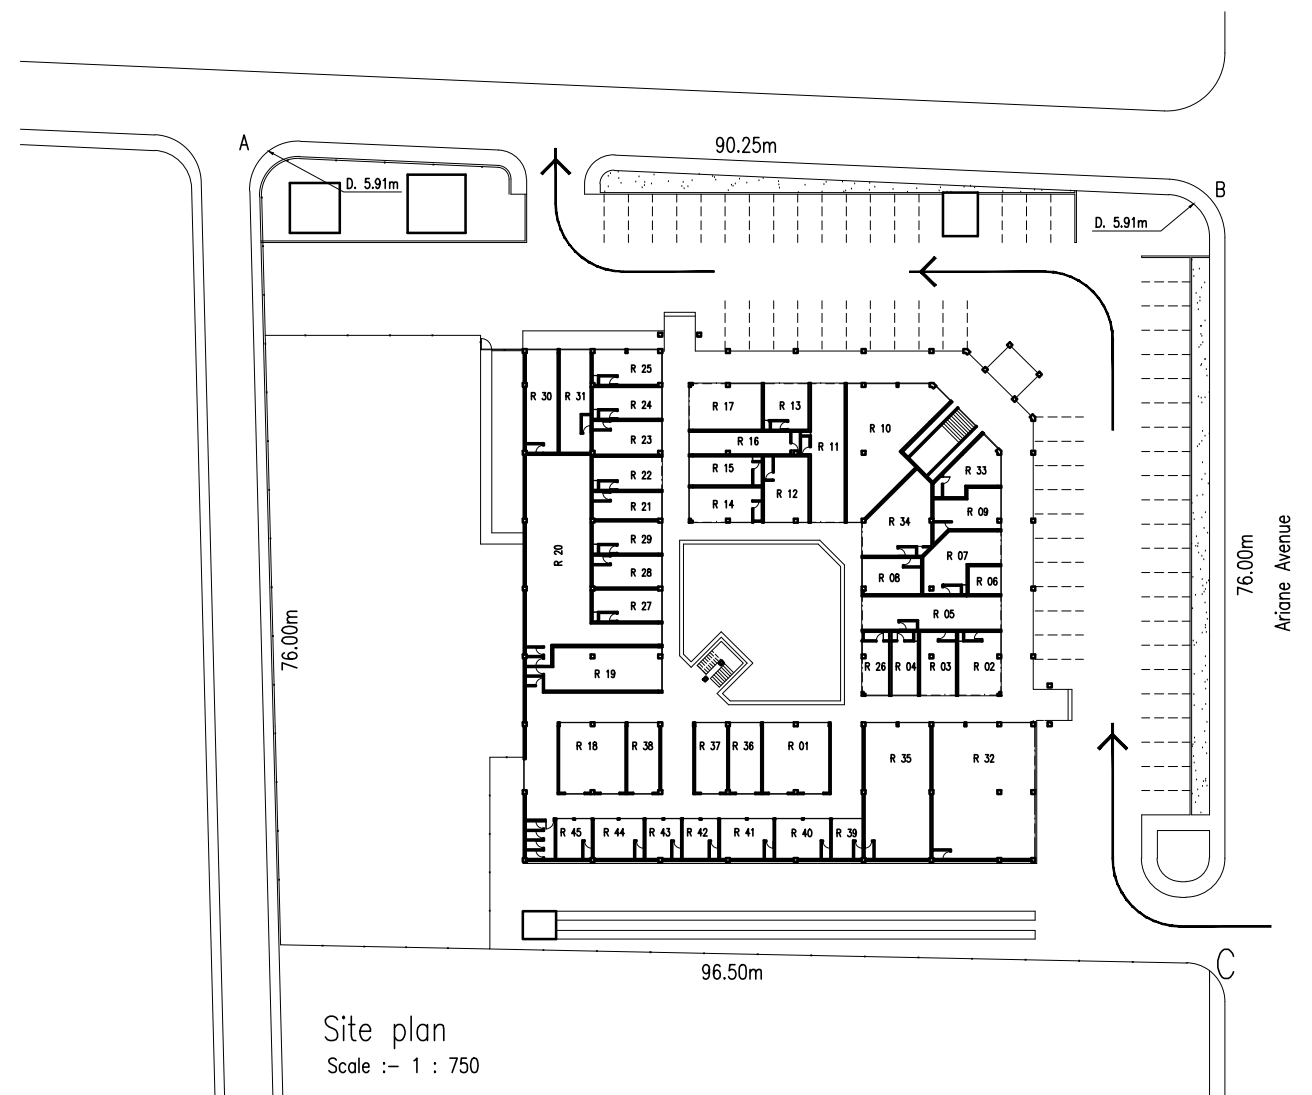 A
90.25m
D. 5.91m
B
D. 5.91m
R 25
R 30
R 31
R 24
R 17
R 13
R 10
R 23
R 16
R 11
R 22
R 15
R 33
R 12
R 21
R 14
R 09
R 34
R 29
R 20
R 07
R 28
R 08
R 06
R 27
R 05
76.00m
Ariane Avenue
76.00m
R 19
R 26
R 04
R 03
R 02
R 18
R 38
R 37
R 36
R 01
R 35
R 32
R 45
R 44
R 43
R 42
R 41
R 40
R 39
96.50m
C
Site plan
Scale :- 1 : 750